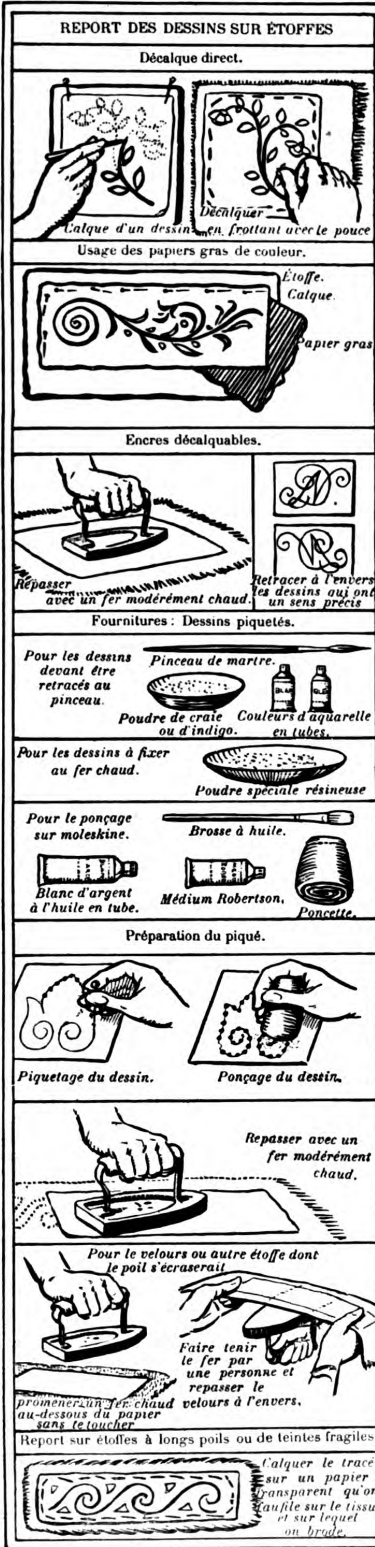 REPORT DES DESSINS SUR ÉTOFFES
Décalque direct.
Calque d'un dessin.
Décalquer
en frottant avec le pouce
Usage des papiers gras de couleur.
Étoffe.
Calque.
Papier gras
Encres décalquables.
Repasser
avec un fer modérément chaud.
Retracer à l'envers
les dessins qui ont
un sens précis
Fournitures : Dessins piquetés.
Pour les dessins
devant être
retracés au
pinceau.
Pinceau de martre.
Poudre de craie
ou d'indigo.
Couleurs d'aquarelle
en tubes.
Pour les dessins à fixer
au fer chaud.
Poudre spéciale résineuse
Pour le ponçage
sur moleskine.
Brosse à huile.
Blanc d'argent
à l'huile en tube.
Médium Robertson,
Poncette.
Préparation du piqué.
Piquetage du dessin.
Ponçage du dessin.
Repasser avec un
fer modérément
chaud.
Pour le velours ou autre étoffe dont
le poil s'écraserait
promener un fer chaud
au-dessous du papier
sans te toucher
Faire tenir
le fer par
une personne et
repasser le
velours à l'envers,
Report sur étoffes à longs poils ou de teintes fragiles
Calquer le tracé
sur un papier
transparent qu'on
faufile sur le tissu
et sur lequel
on brode.